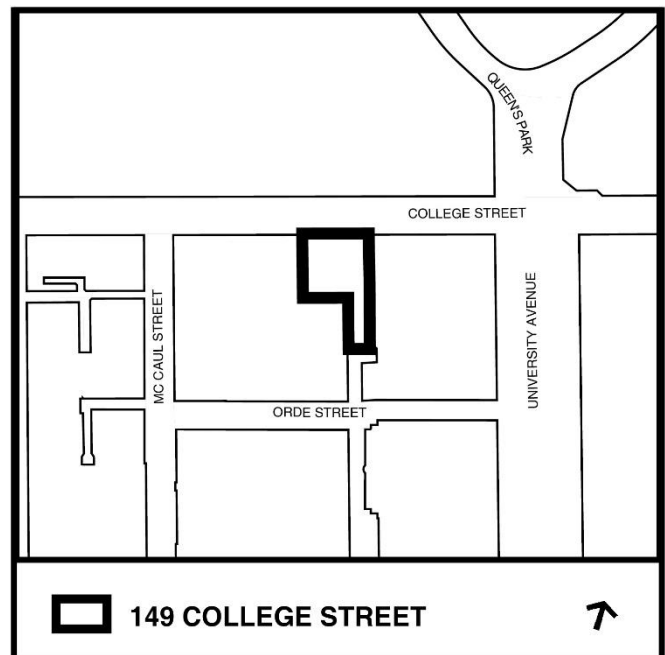 QUEEN'S PARK
COLLEGE STREET
MC CAUL STREET
UNIVERSITY AVENUE
ORDE STREET
149 COLLEGE STREET